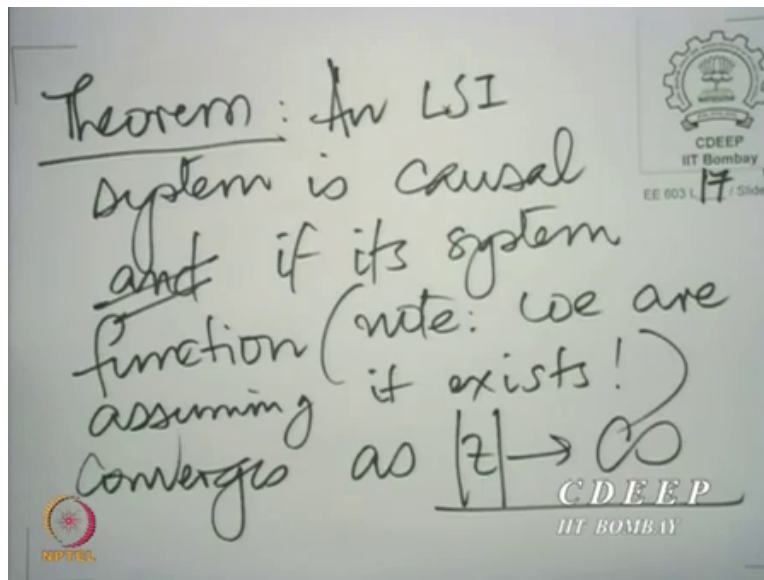 Theorem: An LSI
system is causal
and if its system
function (note: we are
assuming it exists!)
converges as |z| → ∞
CDEEP
IIT Bombay
EE 603 L 17 / Slide
NPTEL
CDEEP
IIT BOMBAY